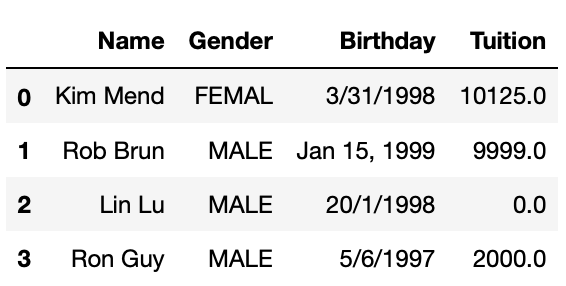 Name Gender Birthday Tuition
0 Kim Mend FEMAL 3/31/1998 10125.0
1 Rob Brun MALE Jan 15, 1999 9999.0
2 Lin Lu MALE 20/1/1998 0.0
3 Ron Guy MALE 5/6/1997 2000.0